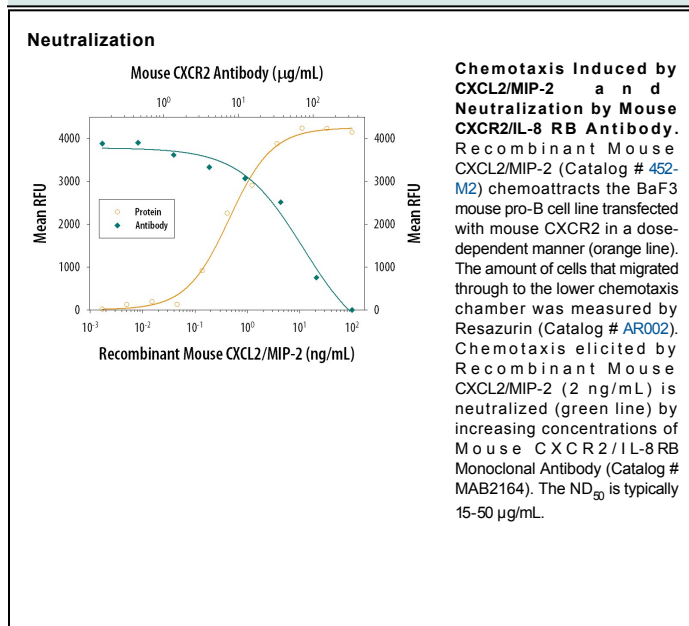 Neutralization
Mouse CXCR2 Antibody (µg/mL)
10⁰ 10¹ 10²
4000 4000
3000 3000
2000 2000
1000 1000
0 0
Mean RFU
Mean RFU
Protein
Antibody
10⁻³ 10⁻² 10⁻¹ 10⁰ 10¹ 10²
Recombinant Mouse CXCL2/MIP-2 (ng/mL)
Chemotaxis Induced by
CXCL2/MIP-2 and
Neutralization by Mouse
CXCR2/IL-8 RB Antibody.
Recombinant Mouse
CXCL2/MIP-2 (Catalog # 452-
M2) chemoattracts the BaF3
mouse pro-B cell line transfected
with mouse CXCR2 in a dose-
dependent manner (orange line).
The amount of cells that migrated
through to the lower chemotaxis
chamber was measured by
Resazurin (Catalog # AR002).
Chemotaxis elicited by
Recombinant Mouse
CXCL2/MIP-2 (2 ng/mL) is
neutralized (green line) by
increasing concentrations of
Mouse CXCR2/IL-8 RB
Monoclonal Antibody (Catalog #
MAB2164). The ND₅₀ is typically
15-50 µg/mL.